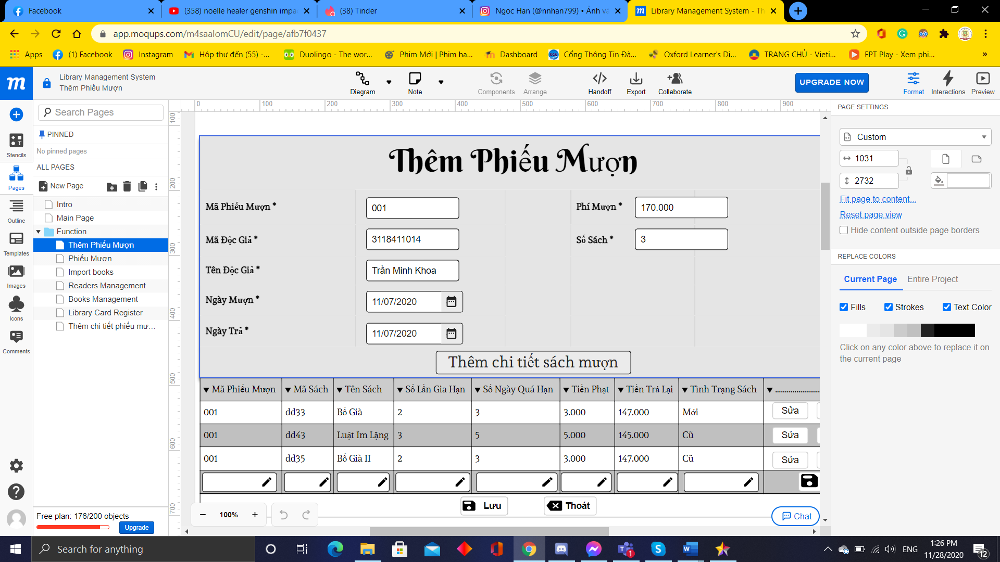 Facebook
(358) noelle healer genshin impa
(38) Tinder
Ngoc Han (@nnhan799) • Ảnh và
Library Management System - Th
app.moqups.com/m4saaIomCU/edit/page/afb7f0437
Apps
(1) Facebook
Instagram
Hộp thư đến (55) -...
Duolingo - The wor...
Phim Mới | Phim ha...
Dashboard
Cổng Thông Tin Đà...
Oxford Learner's Di...
TRANG CHỦ - Vieti...
FPT Play - Xem phi...
»
m
Library Management System
Thêm Phiếu Mượn
Diagram
Note
Components
Arrange
Handoff
Export
Collaborate
UPGRADE NOW
Format
Interactions
Preview
Stencils
Pages
Outline
Templates
Images
Icons
Comments
Search Pages
PINNED
No pinned pages
ALL PAGES
New Page
Intro
Main Page
Function
Thêm Phiếu Mượn
Phiếu Mượn
Import books
Readers Management
Books Management
Library Card Register
Thêm chi tiết phiếu mư...
Free plan: 176/200 objects
Upgrade
0 100 200 300 400 500 600 700 800 900
100
200
300
400
500
600
700
Thêm Phiếu Mượn
Mã Phiếu Mượn * 001 Phí Mượn * 170.000
Mã Độc Giả * 3118411014 Số Sách * 3
Tên Độc Giả * Trần Minh Khoa
Ngày Mượn * 11/07/2020
Ngày Trả * 11/07/2020
Thêm chi tiết sách mượn
Mã Phiếu Mượn Mã Sách Tên Sách Số Lần Gia Hạn Số Ngày Quá Hạn Tiền Phạt Tiền Trả Lại Tình Trạng Sách .......................
001 dd33 Bố Già 2 3 3.000 147.000 Mới Sửa
001 dd43 Luật Im Lặng 3 5 5.000 145.000 Cũ Sửa
001 dd35 Bố Già II 2 3 3.000 147.000 Cũ Sửa
Lưu Thoát
100%
Chat
PAGE SETTINGS
Custom
1031
2732
Fit page to content...
Reset page view
Hide content outside page borders
REPLACE COLORS
Current Page Entire Project
Fills Strokes Text Color
Click on any color above to replace it on
the current page
Search for anything
1
ENG
1:26 PM
11/28/2020
12